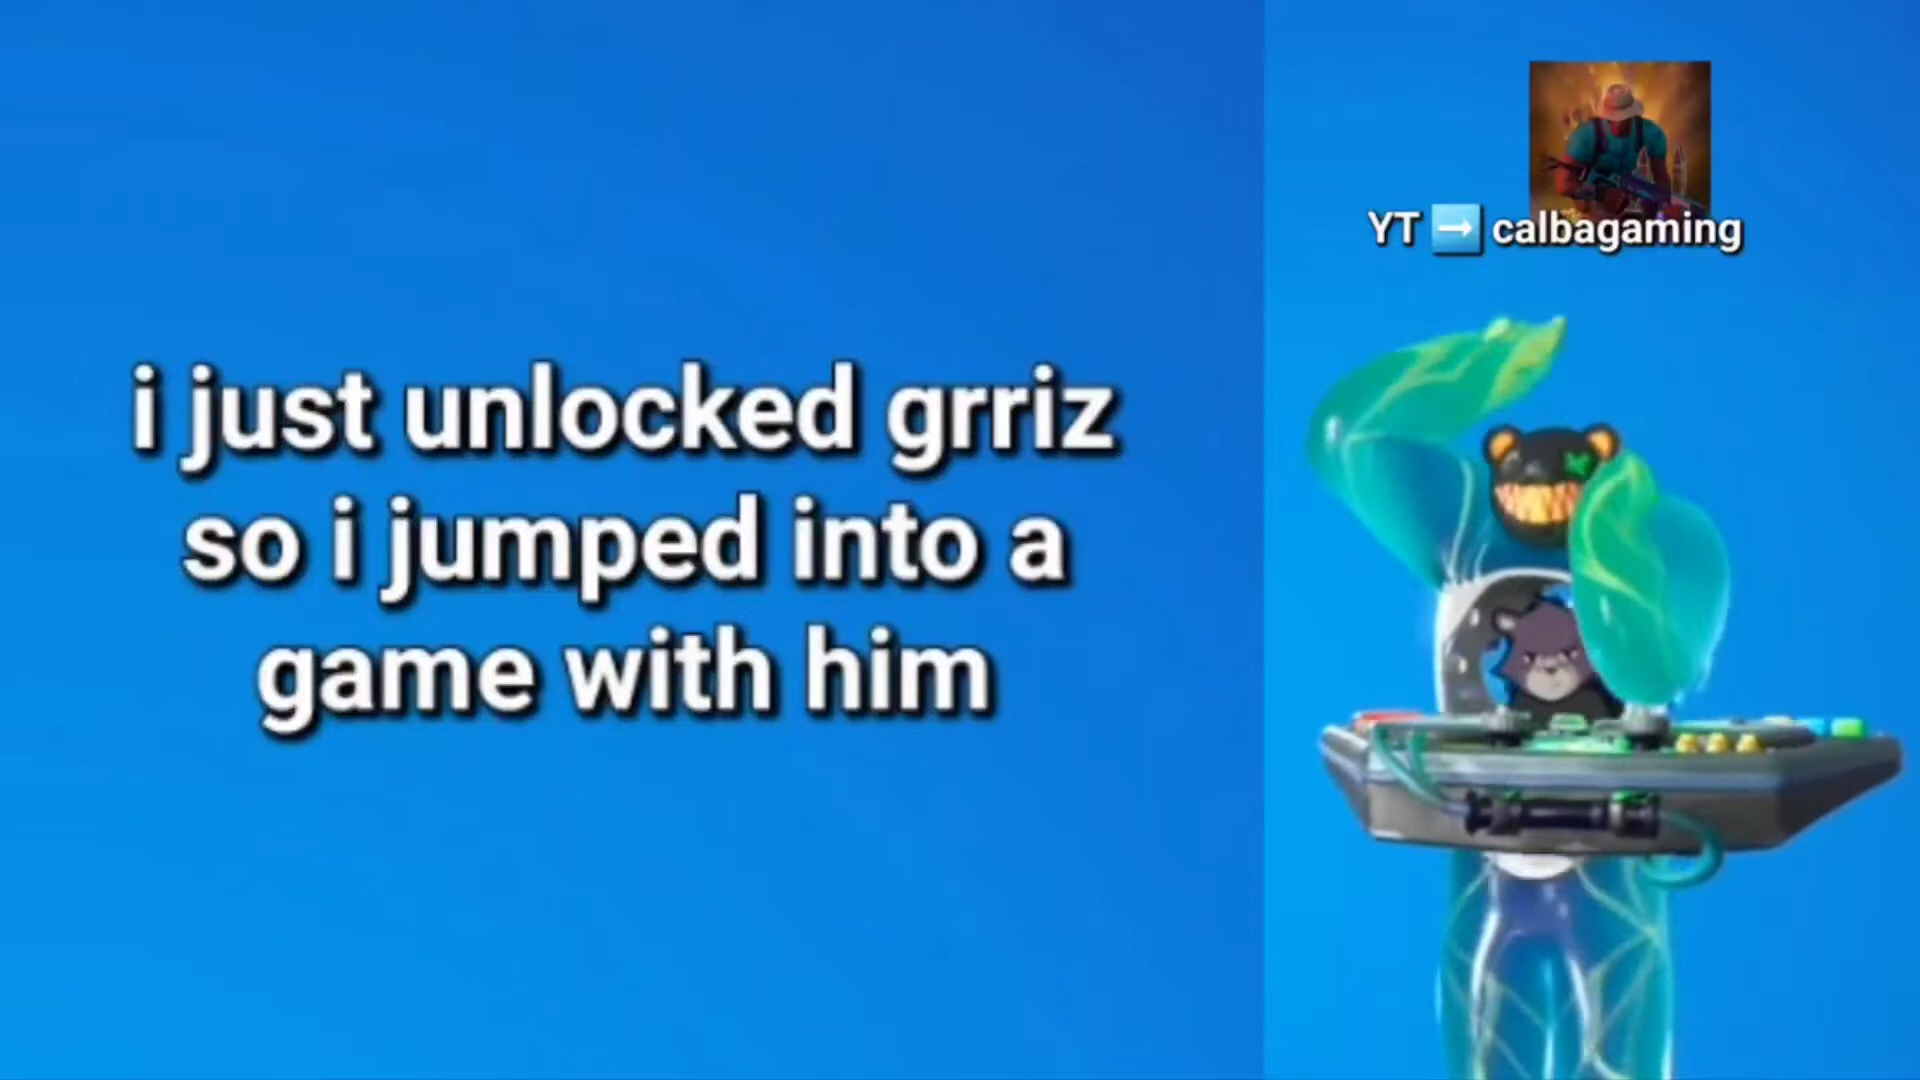 i just unlocked grriz
so i jumped into a
game with him
YT ➡️ calbagaming